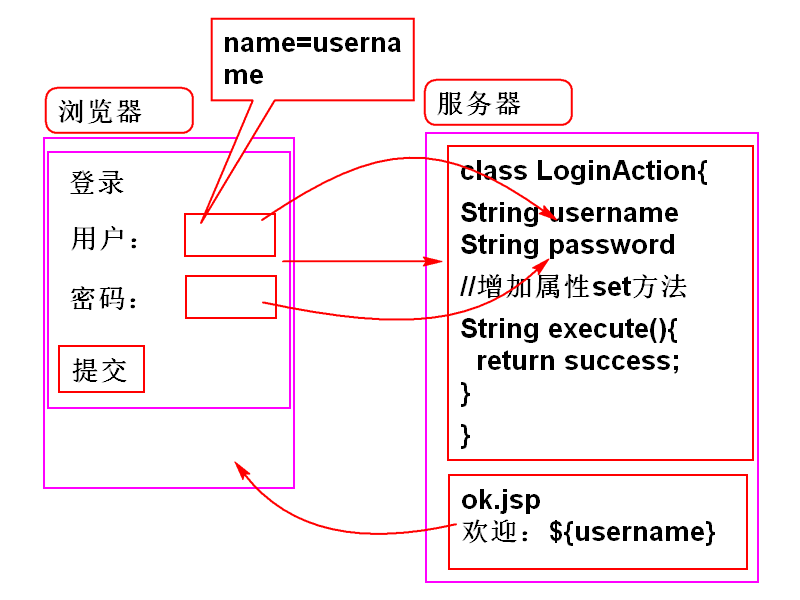 name=userna
me
浏览器
服务器
登录
用户：
密码：
提交
class LoginAction{
String username
String password
//增加属性set方法
String execute(){
return success;
}
}
ok.jsp
欢迎：${username}